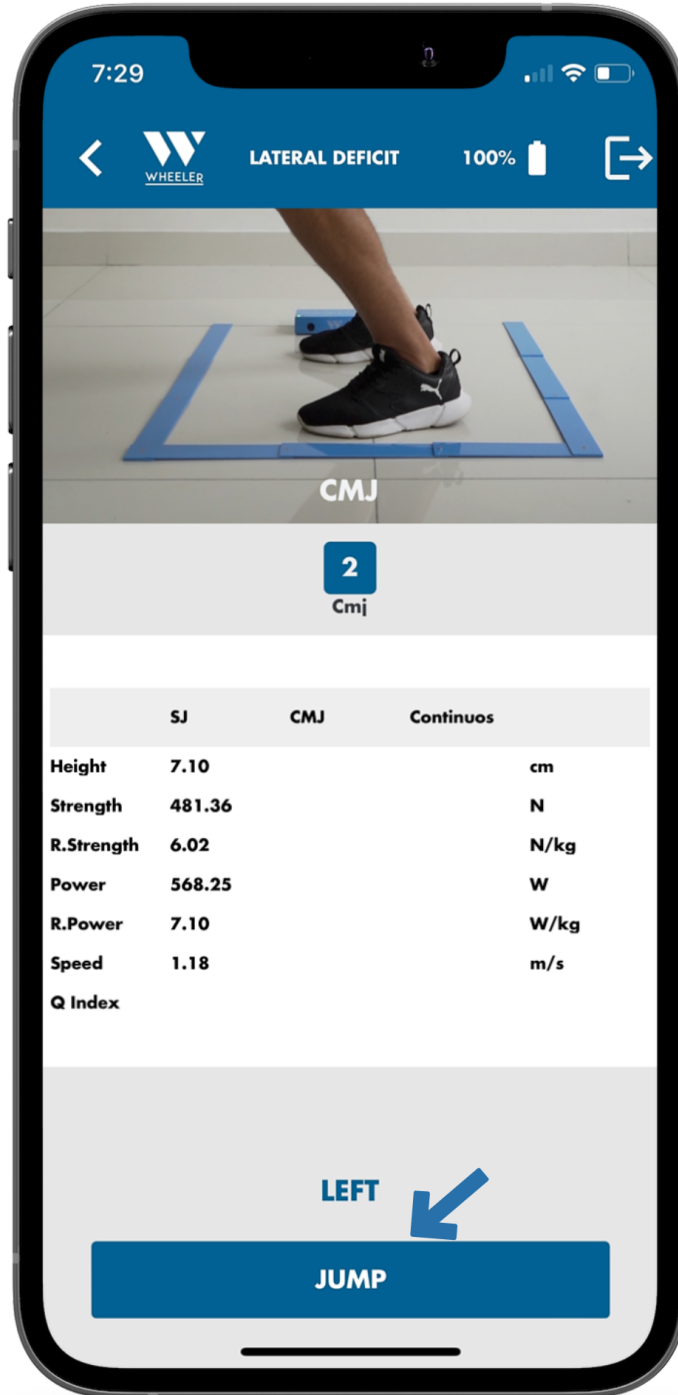 7:29
W
WHEELER
LATERAL DEFICIT
100%
CMJ
2
Cmj
SJ CMJ Continuos
Height 7.10 cm
Strength 481.36 N
R.Strength 6.02 N/kg
Power 568.25 W
R.Power 7.10 W/kg
Speed 1.18 m/s
Q Index
LEFT
JUMP